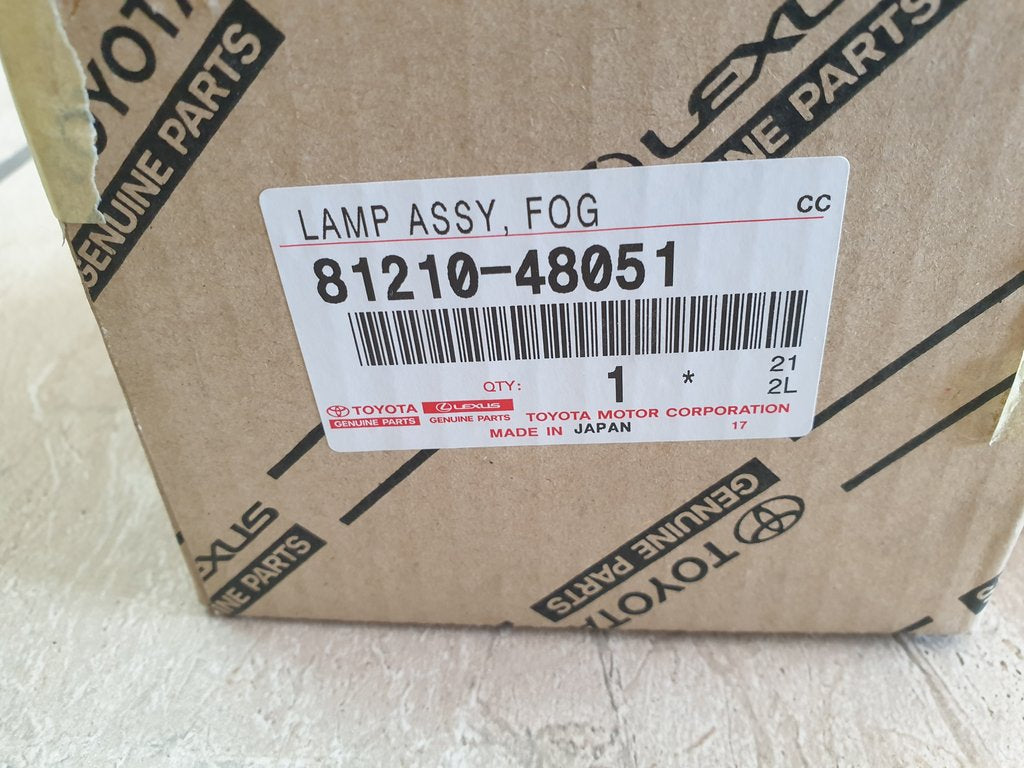 TOYOTA
GENUINE PARTS
LEXUS
GENUINE PARTS
LAMP ASSY, FOG
CC
81210-48051
QTY: 1 *
21
2L
TOYOTA
GENUINE PARTS
LEXUS
GENUINE PARTS
TOYOTA MOTOR CORPORATION
MADE IN JAPAN
17
LEXUS
GENUINE PARTS
TOYOTA
GENUINE PARTS